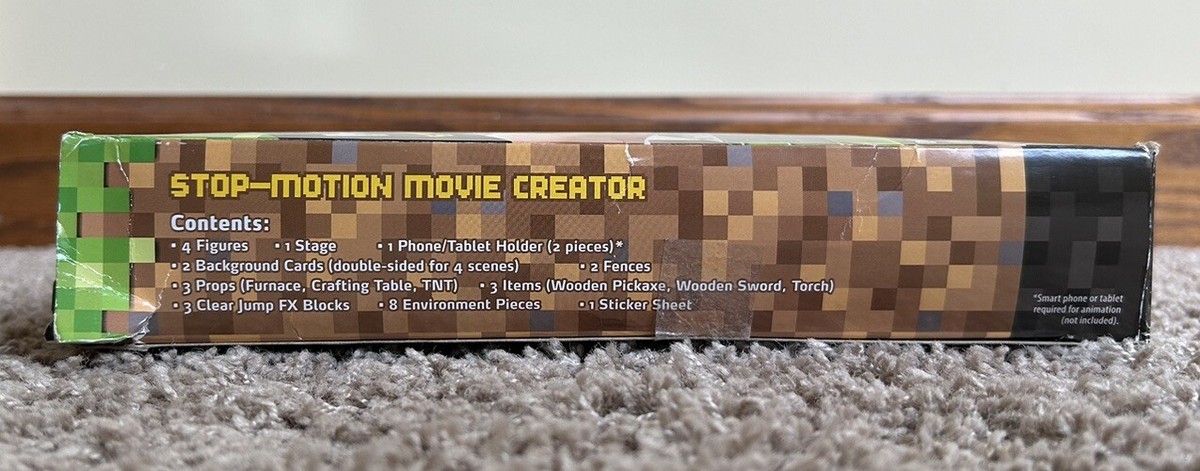 STOP-MOTION MOVIE CREATOR
Contents:
• 4 Figures • 1 Stage • 1 Phone/Tablet Holder (2 pieces)*
• 2 Background Cards (double-sided for 4 scenes) • 2 Fences
• 3 Props (Furnace, Crafting Table, TNT) • 3 Items (Wooden Pickaxe, Wooden Sword, Torch)
• 3 Clear Jump FX Blocks • 8 Environment Pieces • 1 Sticker Sheet
*Smart phone or tablet
required for animation
(not included).